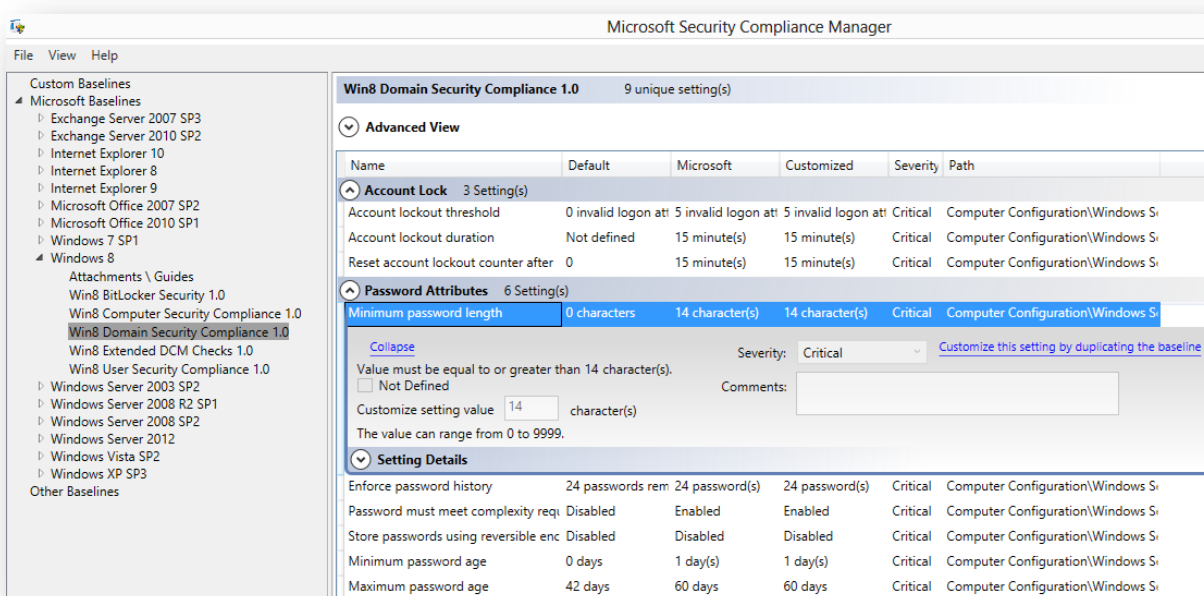 Microsoft Security Compliance Manager
File View Help
Custom Baselines
Microsoft Baselines
Exchange Server 2007 SP3
Exchange Server 2010 SP2
Internet Explorer 10
Internet Explorer 8
Internet Explorer 9
Microsoft Office 2007 SP2
Microsoft Office 2010 SP1
Windows 7 SP1
Windows 8
Attachments \ Guides
Win8 BitLocker Security 1.0
Win8 Computer Security Compliance 1.0
Win8 Domain Security Compliance 1.0
Win8 Extended DCM Checks 1.0
Win8 User Security Compliance 1.0
Windows Server 2003 SP2
Windows Server 2008 R2 SP1
Windows Server 2008 SP2
Windows Server 2012
Windows Vista SP2
Windows XP SP3
Other Baselines
Win8 Domain Security Compliance 1.0 9 unique setting(s)
Advanced View
Name Default Microsoft Customized Severity Path
Account Lock 3 Setting(s)
Account lockout threshold 0 invalid logon att 5 invalid logon att 5 invalid logon att Critical Computer Configuration\Windows Se
Account lockout duration Not defined 15 minute(s) 15 minute(s) Critical Computer Configuration\Windows Se
Reset account lockout counter after 0 15 minute(s) 15 minute(s) Critical Computer Configuration\Windows Se
Password Attributes 6 Setting(s)
Minimum password length 0 characters 14 character(s) 14 character(s) Critical Computer Configuration\Windows Se
Collapse Severity: Critical Customize this setting by duplicating the baseline
Value must be equal to or greater than 14 character(s).
Not Defined Comments:
Customize setting value 14 character(s)
The value can range from 0 to 9999.
Setting Details
Enforce password history 24 passwords rem 24 password(s) 24 password(s) Critical Computer Configuration\Windows Se
Password must meet complexity requ Disabled Enabled Enabled Critical Computer Configuration\Windows Se
Store passwords using reversible enc Disabled Disabled Disabled Critical Computer Configuration\Windows Se
Minimum password age 0 days 1 day(s) 1 day(s) Critical Computer Configuration\Windows Se
Maximum password age 42 days 60 days 60 days Critical Computer Configuration\Windows Se